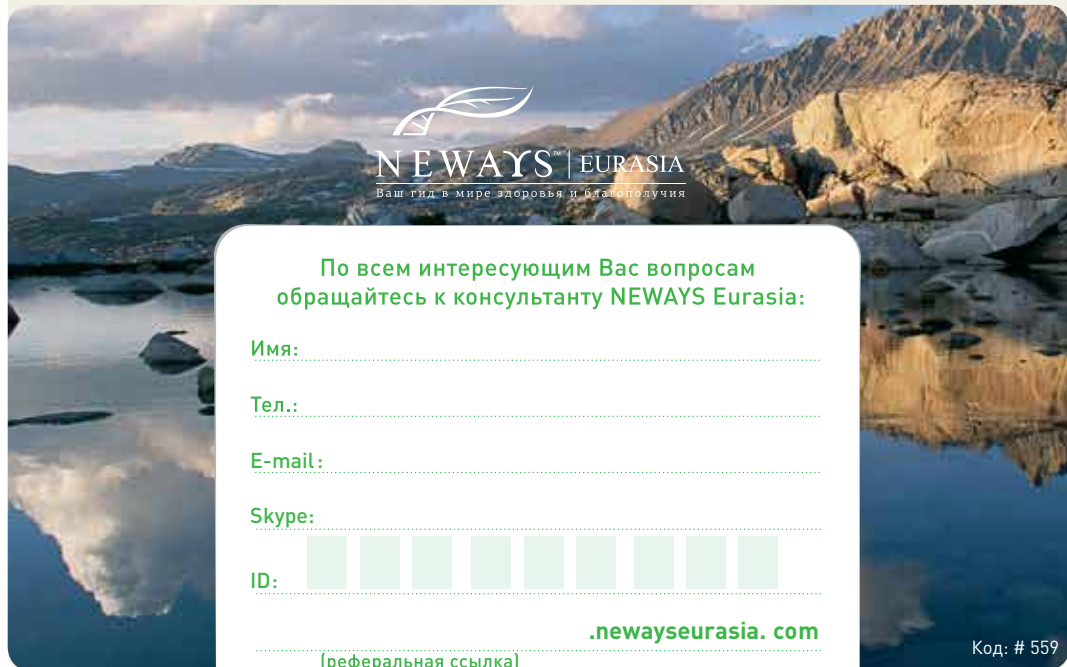 NEWAYS™ | EURASIA
Ваш гид в мире здоровья и благополучия
По всем интересующим Вас вопросам
обращайтесь к консультанту NEWAYS Eurasia:
Имя:
Тел.:
E-mail:
Skype:
ID:
.newayseurasia. com
(реферальная ссылка)
Код: # 559